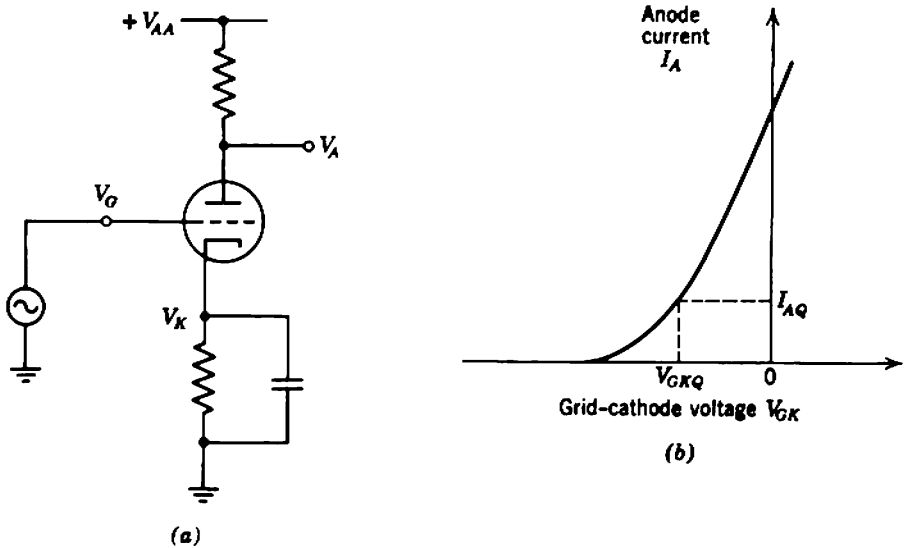 + V_AA
V_A
V_G
V_K
(a)
Anode
current
I_A
I_AQ
V_GKQ
0
Grid-cathode voltage V_GK
(b)